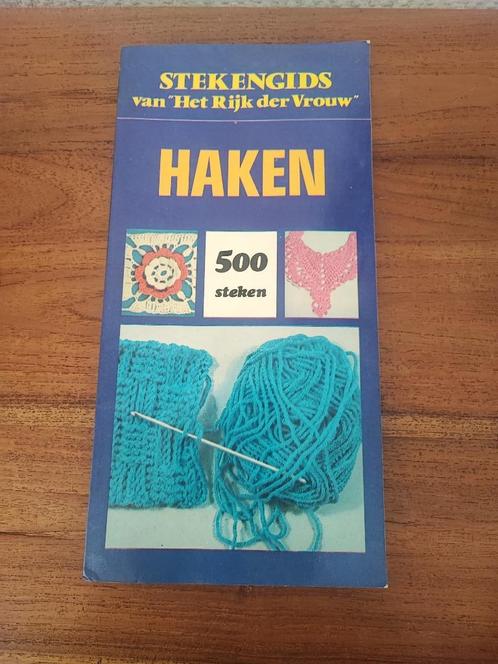 STEKENGIDS
van "Het Rijk der Vrouw"
HAKEN
500
steken